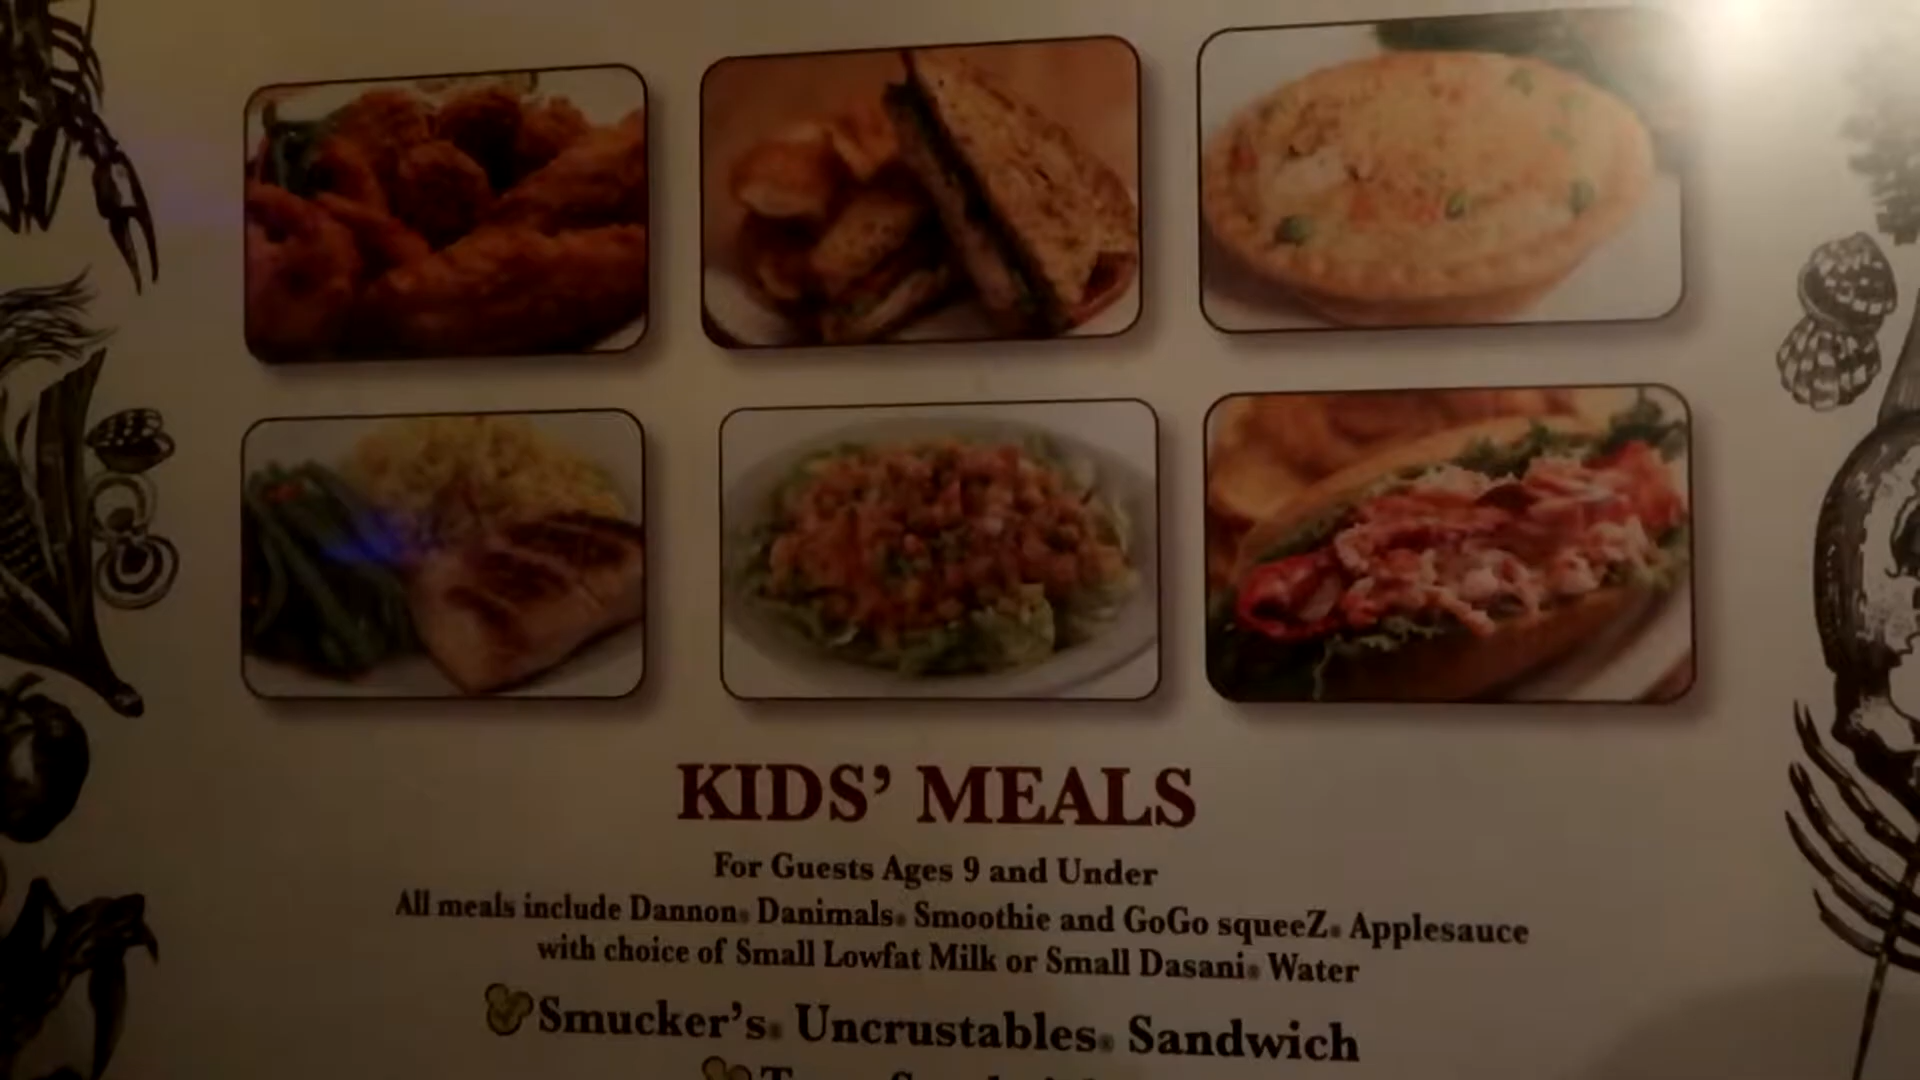 KIDS’ MEALS
For Guests Ages 9 and Under
All meals include Dannon® Danimals® Smoothie and GoGo squeeZ® Applesauce
with choice of Small Lowfat Milk or Small Dasani® Water
Smucker’s® Uncrustables® Sandwich